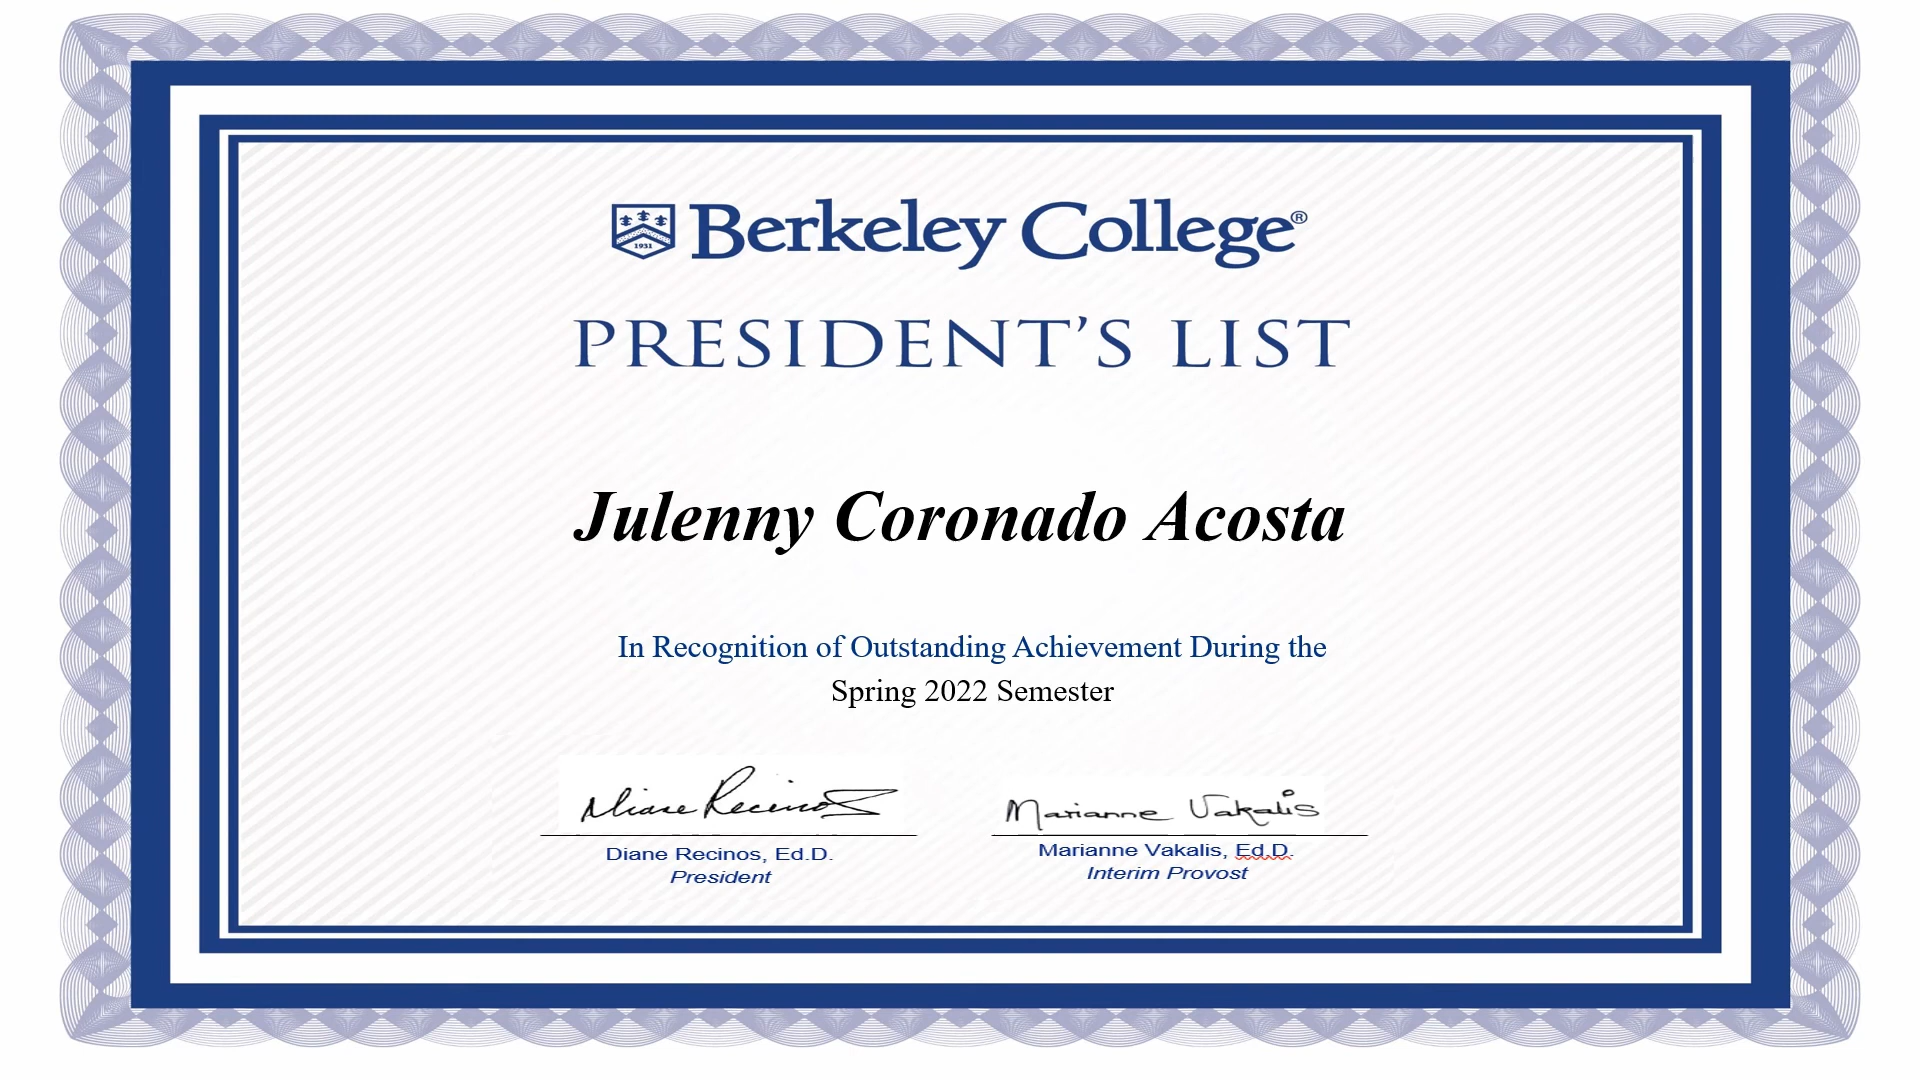 1931
Berkeley College®
PRESIDENT'S LIST
Julenny Coronado Acosta
In Recognition of Outstanding Achievement During the
Spring 2022 Semester
Diane Recinos
Marianne Vakalis
Diane Recinos, Ed.D.
President
Marianne Vakalis, Ed.D.
Interim Provost